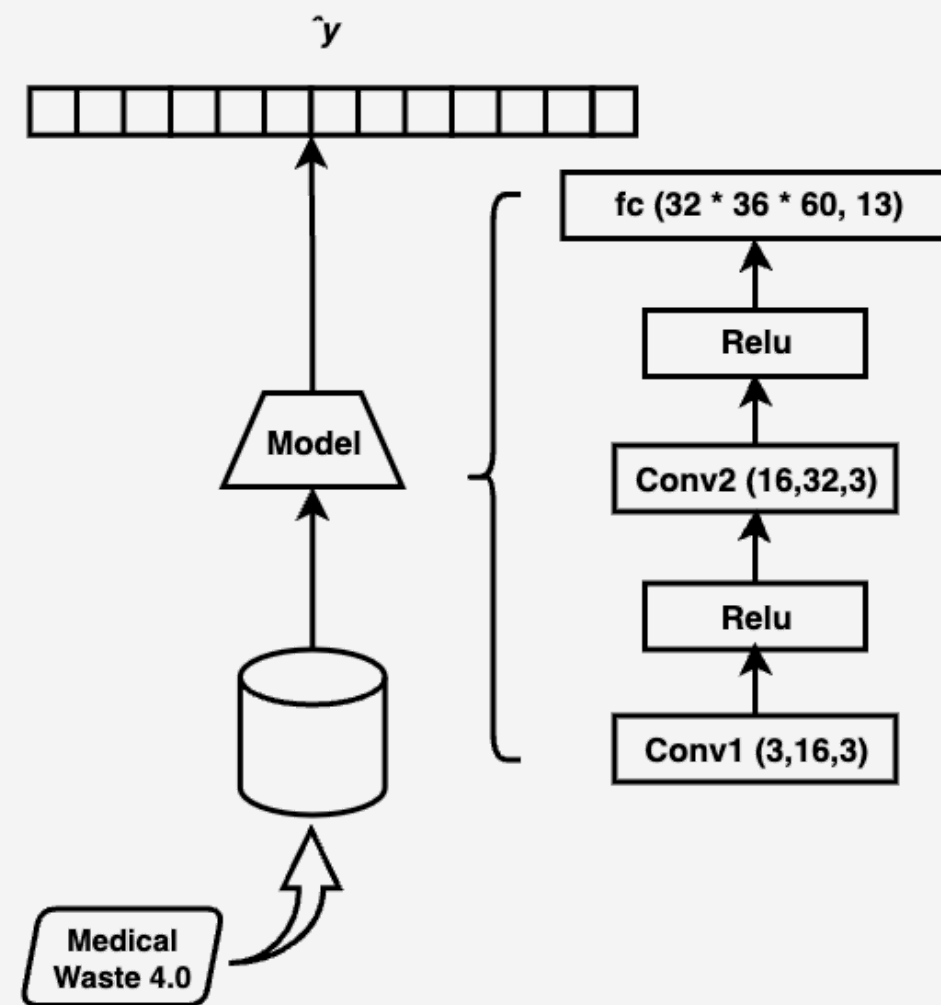 ˆy
fc (32 * 36 * 60, 13)
Relu
Model
Conv2 (16,32,3)
Relu
Conv1 (3,16,3)
Medical
Waste 4.0